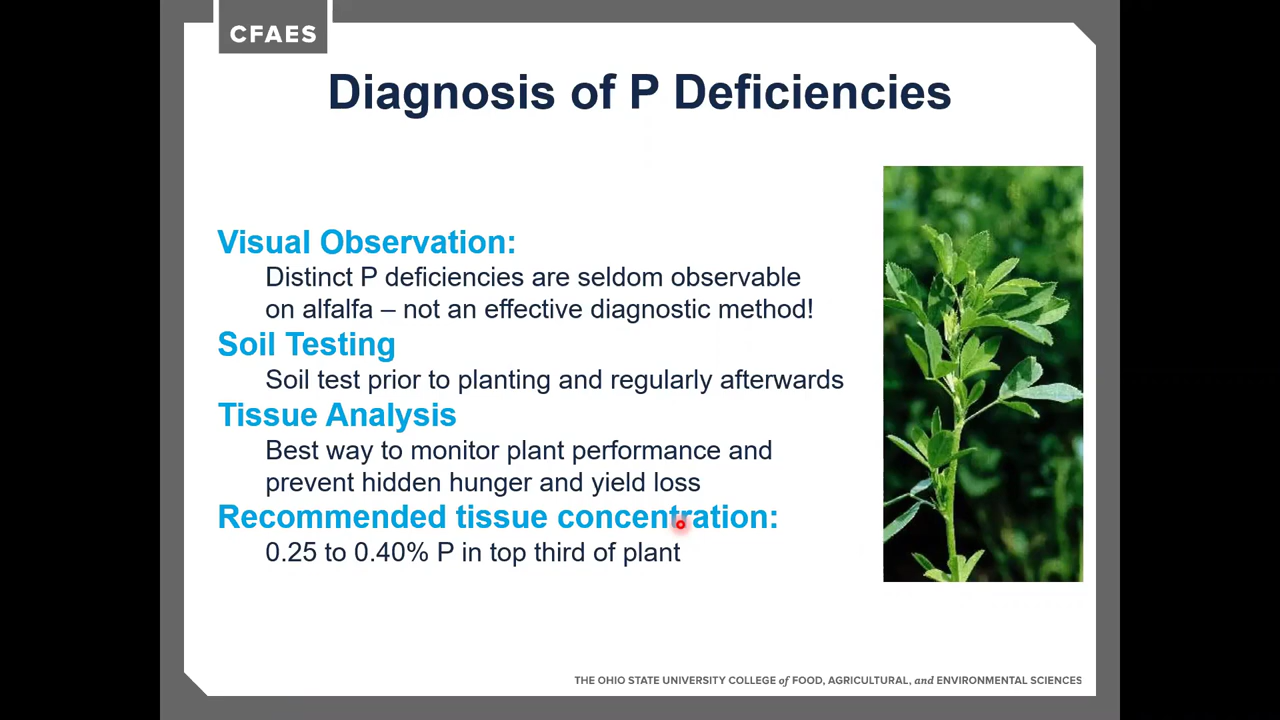 CFAES
Diagnosis of P Deficiencies
Visual Observation:
Distinct P deficiencies are seldom observable
on alfalfa – not an effective diagnostic method!
Soil Testing
Soil test prior to planting and regularly afterwards
Tissue Analysis
Best way to monitor plant performance and
prevent hidden hunger and yield loss
Recommended tissue concentration:
0.25 to 0.40% P in top third of plant
THE OHIO STATE UNIVERSITY COLLEGE of FOOD, AGRICULTURAL, and ENVIRONMENTAL SCIENCES